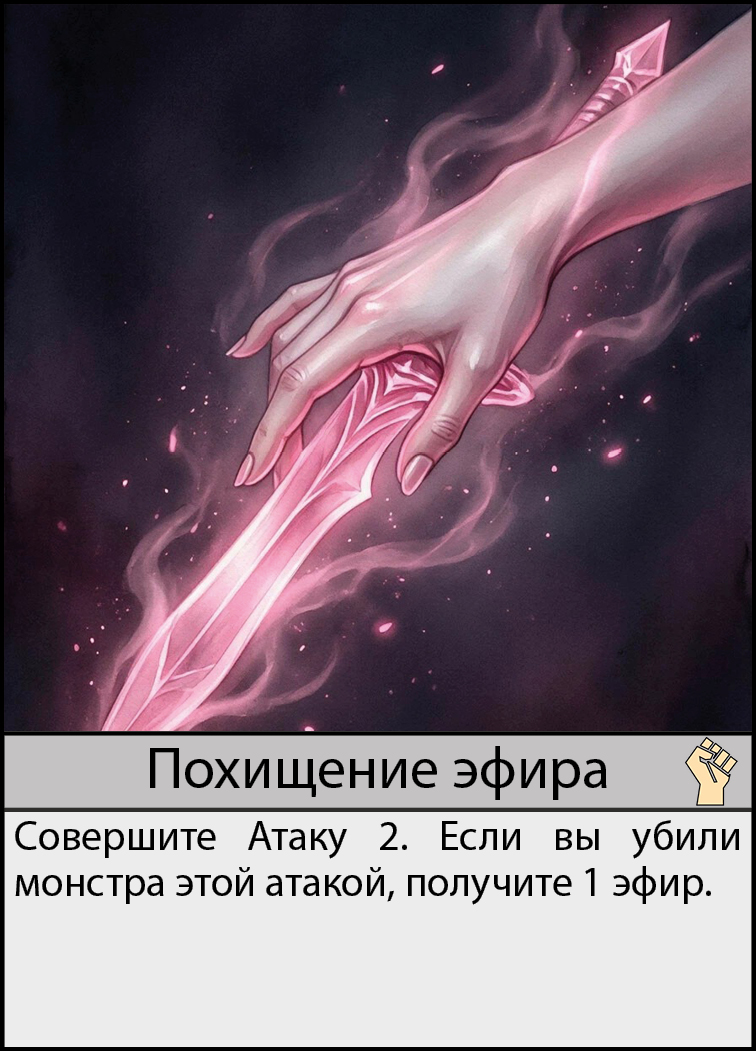 Похищение эфира
Совершите Атаку 2. Если вы убили
монстра этой атакой, получите 1 эфир.